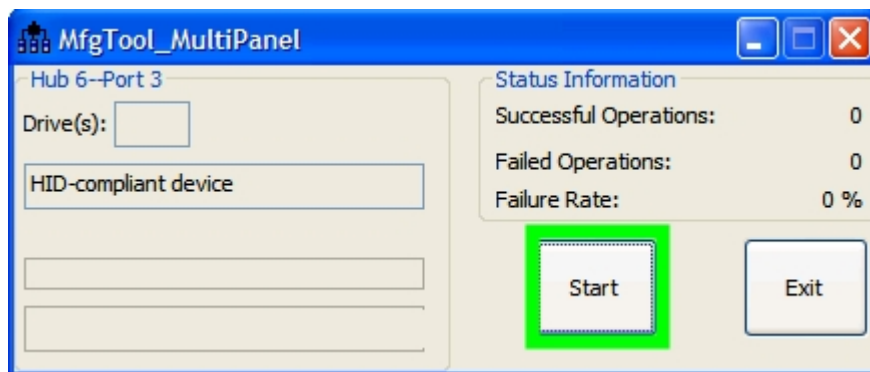 MfgTool_MultiPanel
Hub 6--Port 3
Drive(s):
HID-compliant device
Status Information
Successful Operations: 0
Failed Operations: 0
Failure Rate: 0 %
Start
Exit